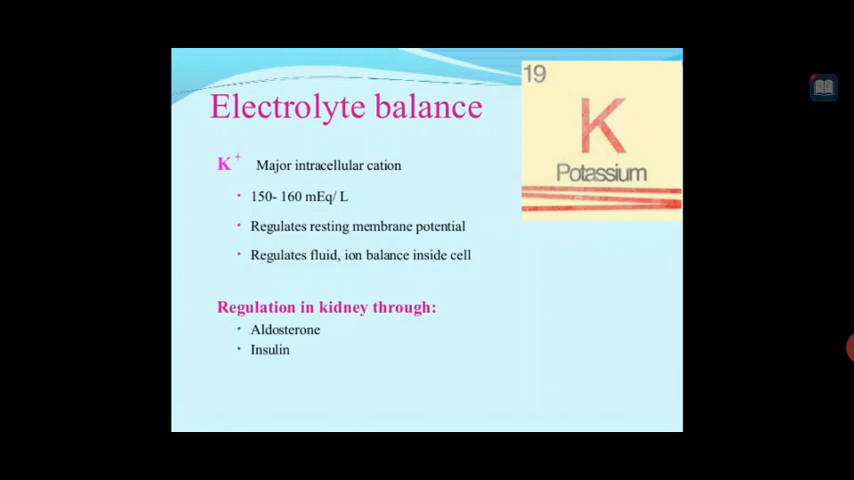 Electrolyte balance
19
K
Potassium
K+ Major intracellular cation
• 150- 160 mEq/ L
• Regulates resting membrane potential
• Regulates fluid, ion balance inside cell
Regulation in kidney through:
• Aldosterone
• Insulin